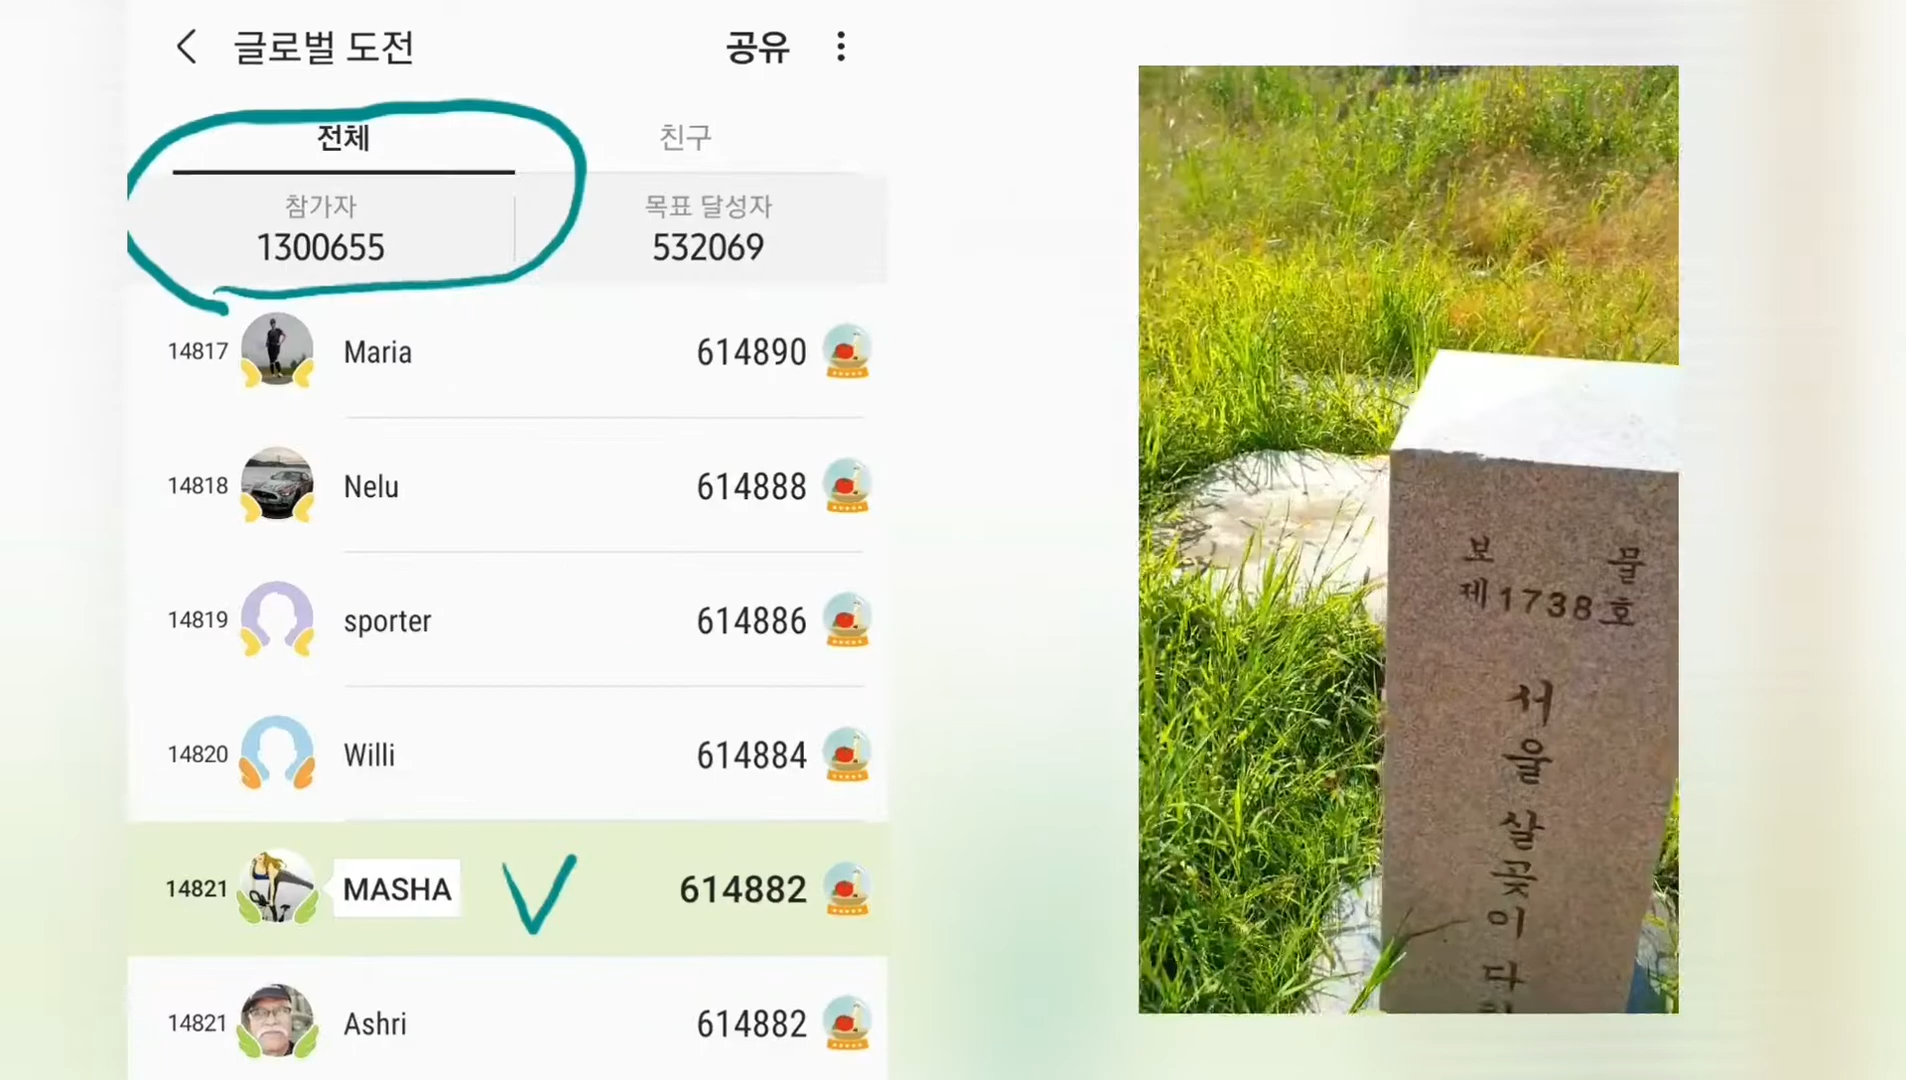 글로벌 도전
공유
전체
친구
참가자
목표 달성자
1300655
532069
14817 Maria 614890
14818 Nelu 614888
14819 sporter 614886
14820 Willi 614884
14821 MASHA 614882
14821 Ashri 614882
보 물
제1738호
서울살곶이다